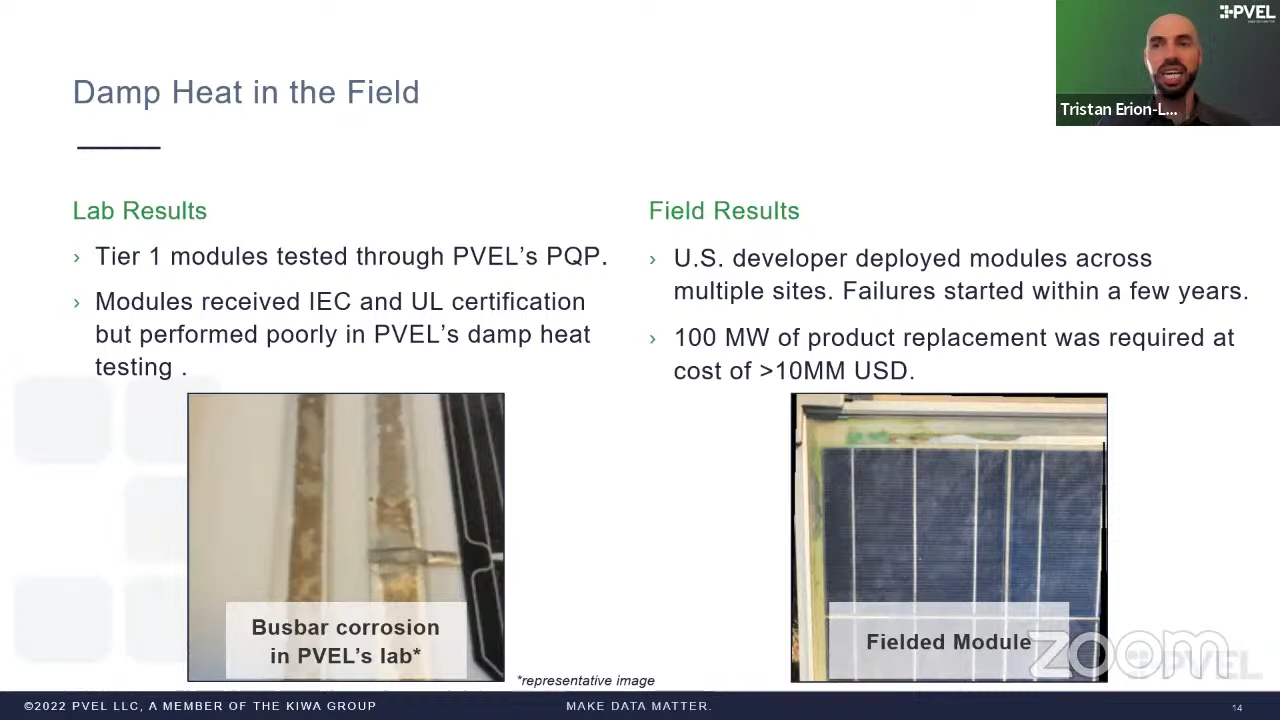 PVEL
Tristan Erion-L...
Damp Heat in the Field
Lab Results
› Tier 1 modules tested through PVEL’s PQP.
› Modules received IEC and UL certification
but performed poorly in PVEL’s damp heat
testing .
Field Results
› U.S. developer deployed modules across
multiple sites. Failures started within a few years.
› 100 MW of product replacement was required at
cost of >10MM USD.
Busbar corrosion
in PVEL’s lab*
*representative image
Fielded Module
zoom
PVEL
©2022 PVEL LLC, A MEMBER OF THE KIWA GROUP
MAKE DATA MATTER.
14